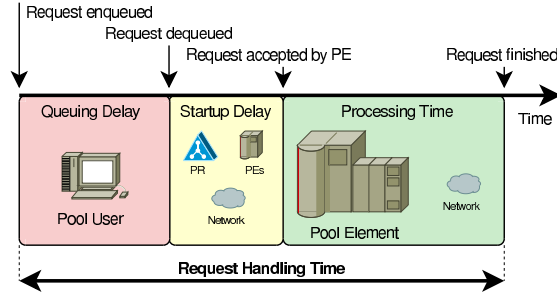 Request enqueued
Request dequeued
Request accepted by PE
Request finished
Time
Queuing Delay
Startup Delay
Processing Time
PR
PEs
Network
Network
Pool User
Pool Element
Request Handling Time